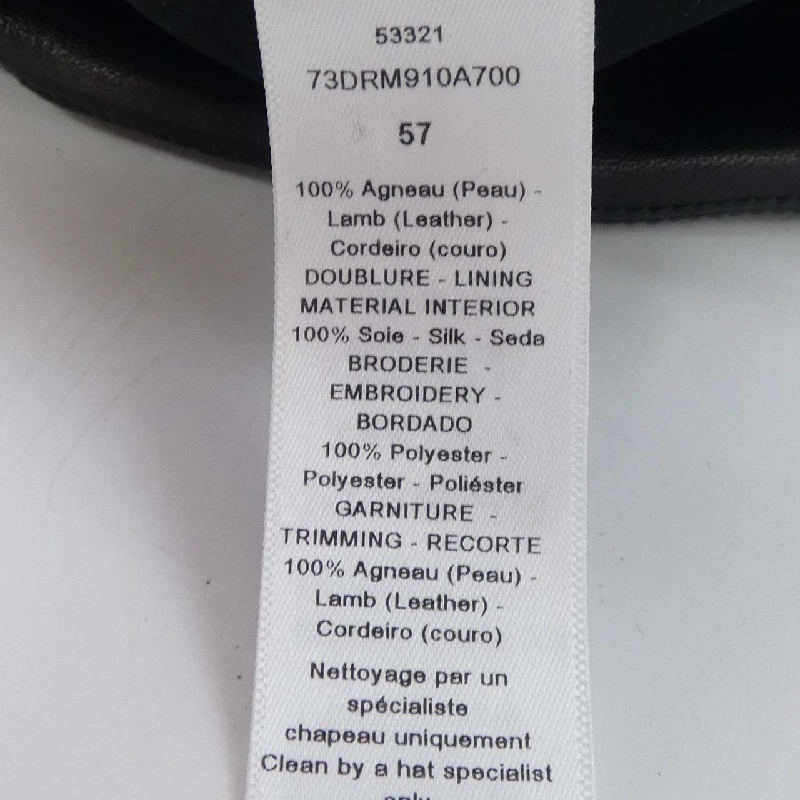 53321
73DRM910A700
57
100% Agneau (Peau) -
Lamb (Leather) -
Cordeiro (couro)
DOUBLURE - LINING
MATERIAL INTERIOR
100% Soie - Silk - Seda
BRODERIE -
EMBROIDERY -
BORDADO
100% Polyester -
Polyester - Poliéster
GARNITURE -
TRIMMING - RECORTE
100% Agneau (Peau) -
Lamb (Leather) -
Cordeiro (couro)
Nettoyage par un
spécialiste
chapeau uniquement
Clean by a hat specialist
only